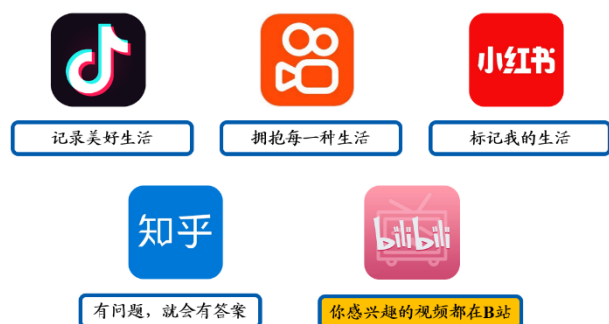 小红书
记录美好生活
拥抱每一种生活
标记我的生活
知乎
bilibili
有问题，就会有答案
你感兴趣的视频都在B站